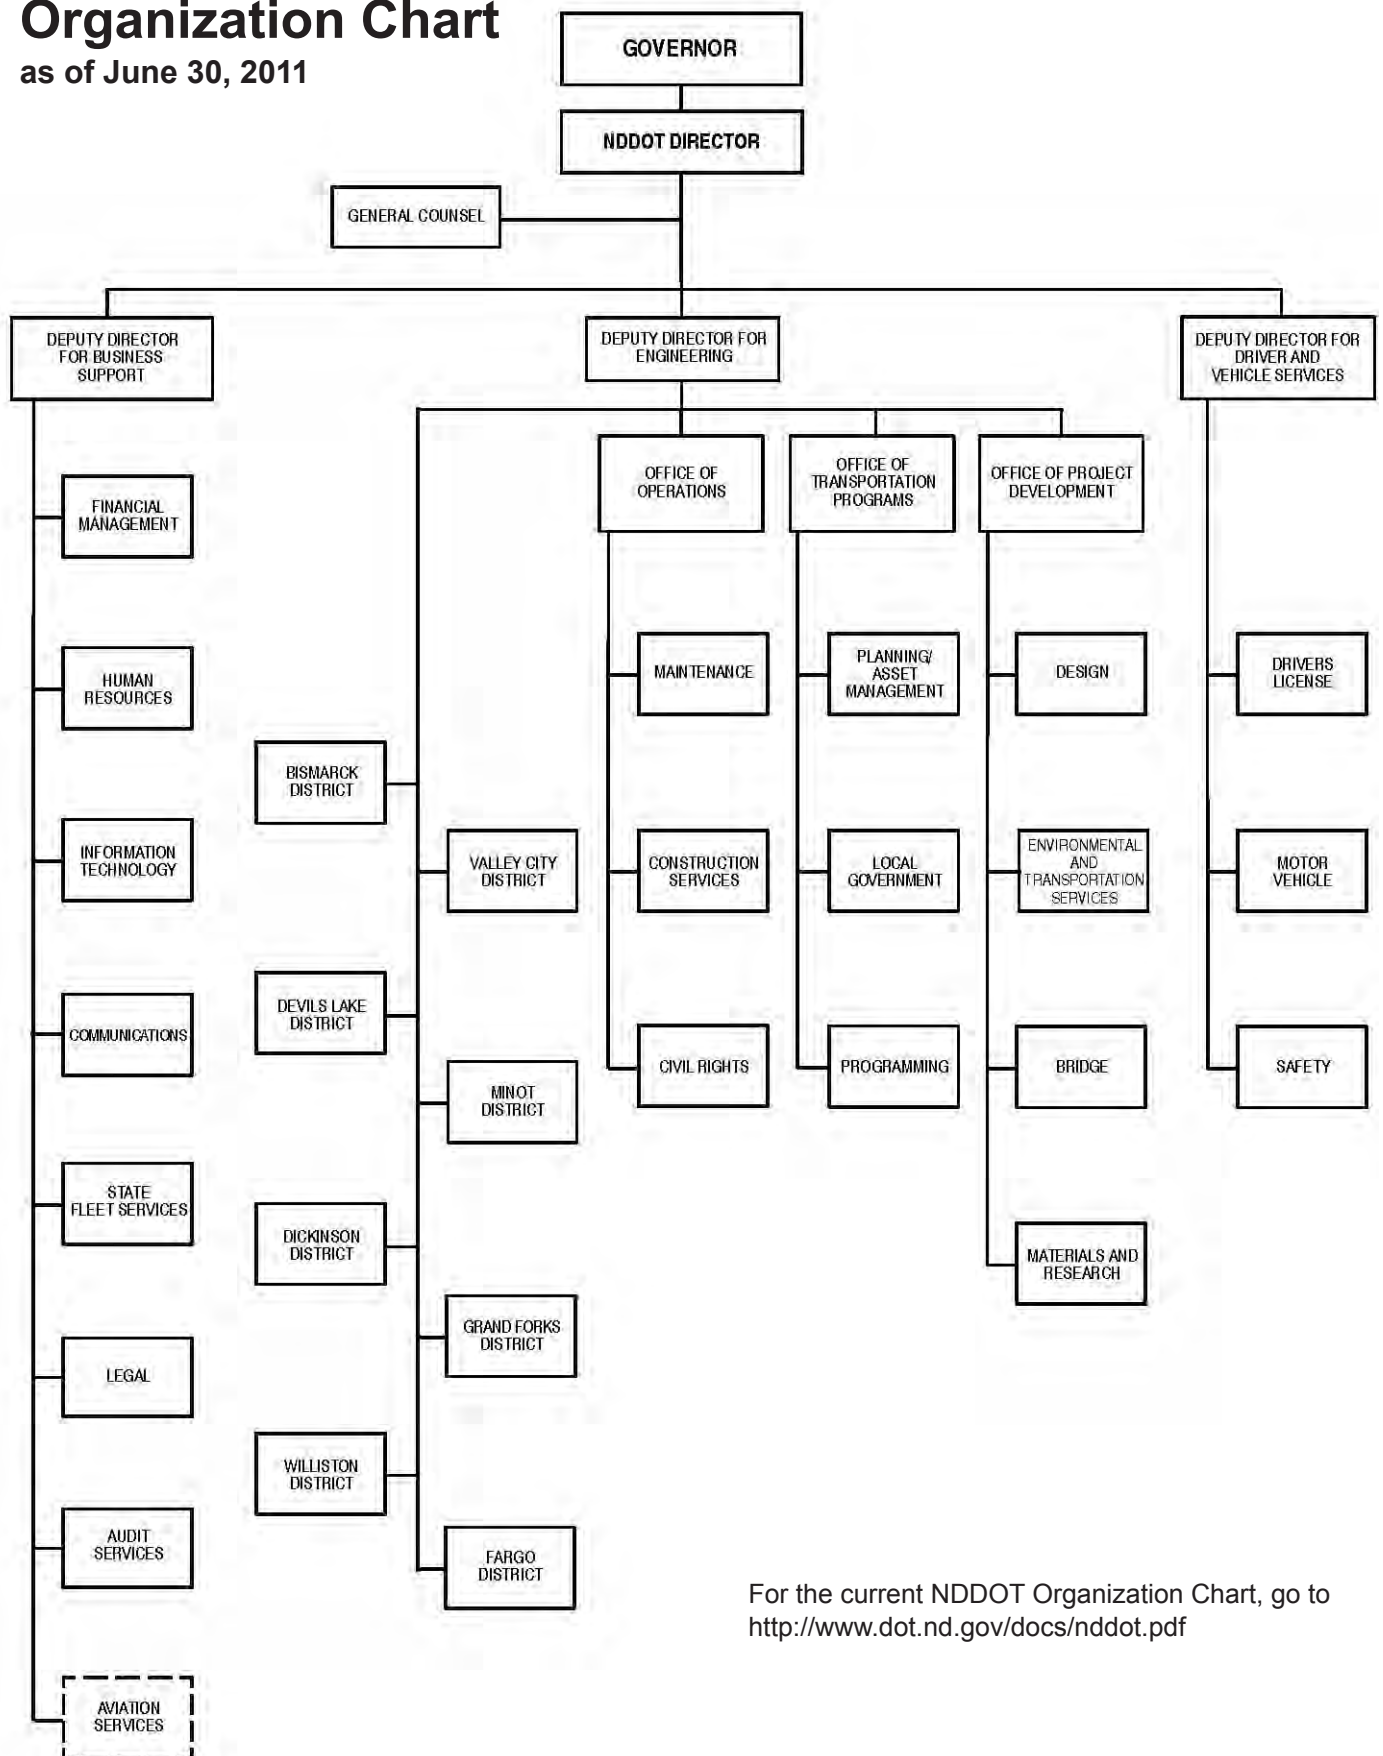 Organization Chart
as of June 30, 2011
GOVERNOR
NDDOT DIRECTOR
GENERAL COUNSEL
DEPUTY DIRECTOR
FOR BUSINESS
SUPPORT
DEPUTY DIRECTOR FOR
ENGINEERING
DEPUTY DIRECTOR FOR
DRIVER AND
VEHICLE SERVICES
FINANCIAL
MANAGEMENT
HUMAN
RESOURCES
INFORMATION
TECHNOLOGY
COMMUNICATIONS
STATE
FLEET SERVICES
LEGAL
AUDIT
SERVICES
AVIATION
SERVICES
BISMARCK
DISTRICT
VALLEY CITY
DISTRICT
DEVILS LAKE
DISTRICT
MINOT
DISTRICT
DICKINSON
DISTRICT
GRAND FORKS
DISTRICT
WILLISTON
DISTRICT
FARGO
DISTRICT
OFFICE OF
OPERATIONS
MAINTENANCE
CONSTRUCTION
SERVICES
CIVIL RIGHTS
OFFICE OF
TRANSPORTATION
PROGRAMS
PLANNING/
ASSET
MANAGEMENT
LOCAL
GOVERNMENT
PROGRAMMING
OFFICE OF PROJECT
DEVELOPMENT
DESIGN
ENVIRONMENTAL
AND
TRANSPORTATION
SERVICES
BRIDGE
MATERIALS AND
RESEARCH
DRIVERS
LICENSE
MOTOR
VEHICLE
SAFETY
For the current NDDOT Organization Chart, go to
http://www.dot.nd.gov/docs/nddot.pdf